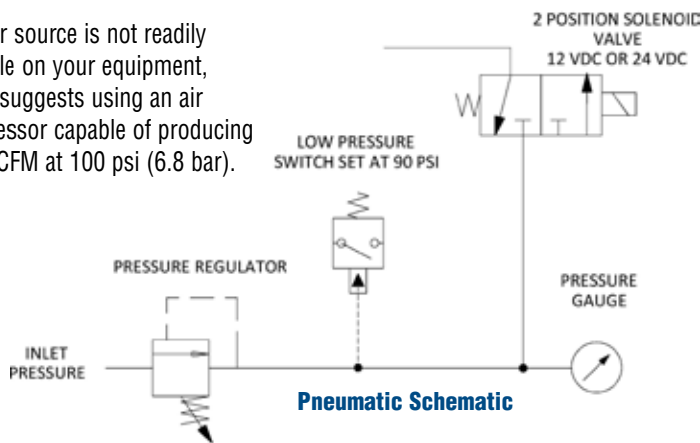 r source is not readily
le on your equipment,
suggests using an air
essor capable of producing
CFM at 100 psi (6.8 bar).
2 POSITION SOLENOID
VALVE
12 VDC OR 24 VDC
LOW PRESSURE
SWITCH SET AT 90 PSI
PRESSURE REGULATOR
PRESSURE
GAUGE
INLET
PRESSURE
Pneumatic Schematic